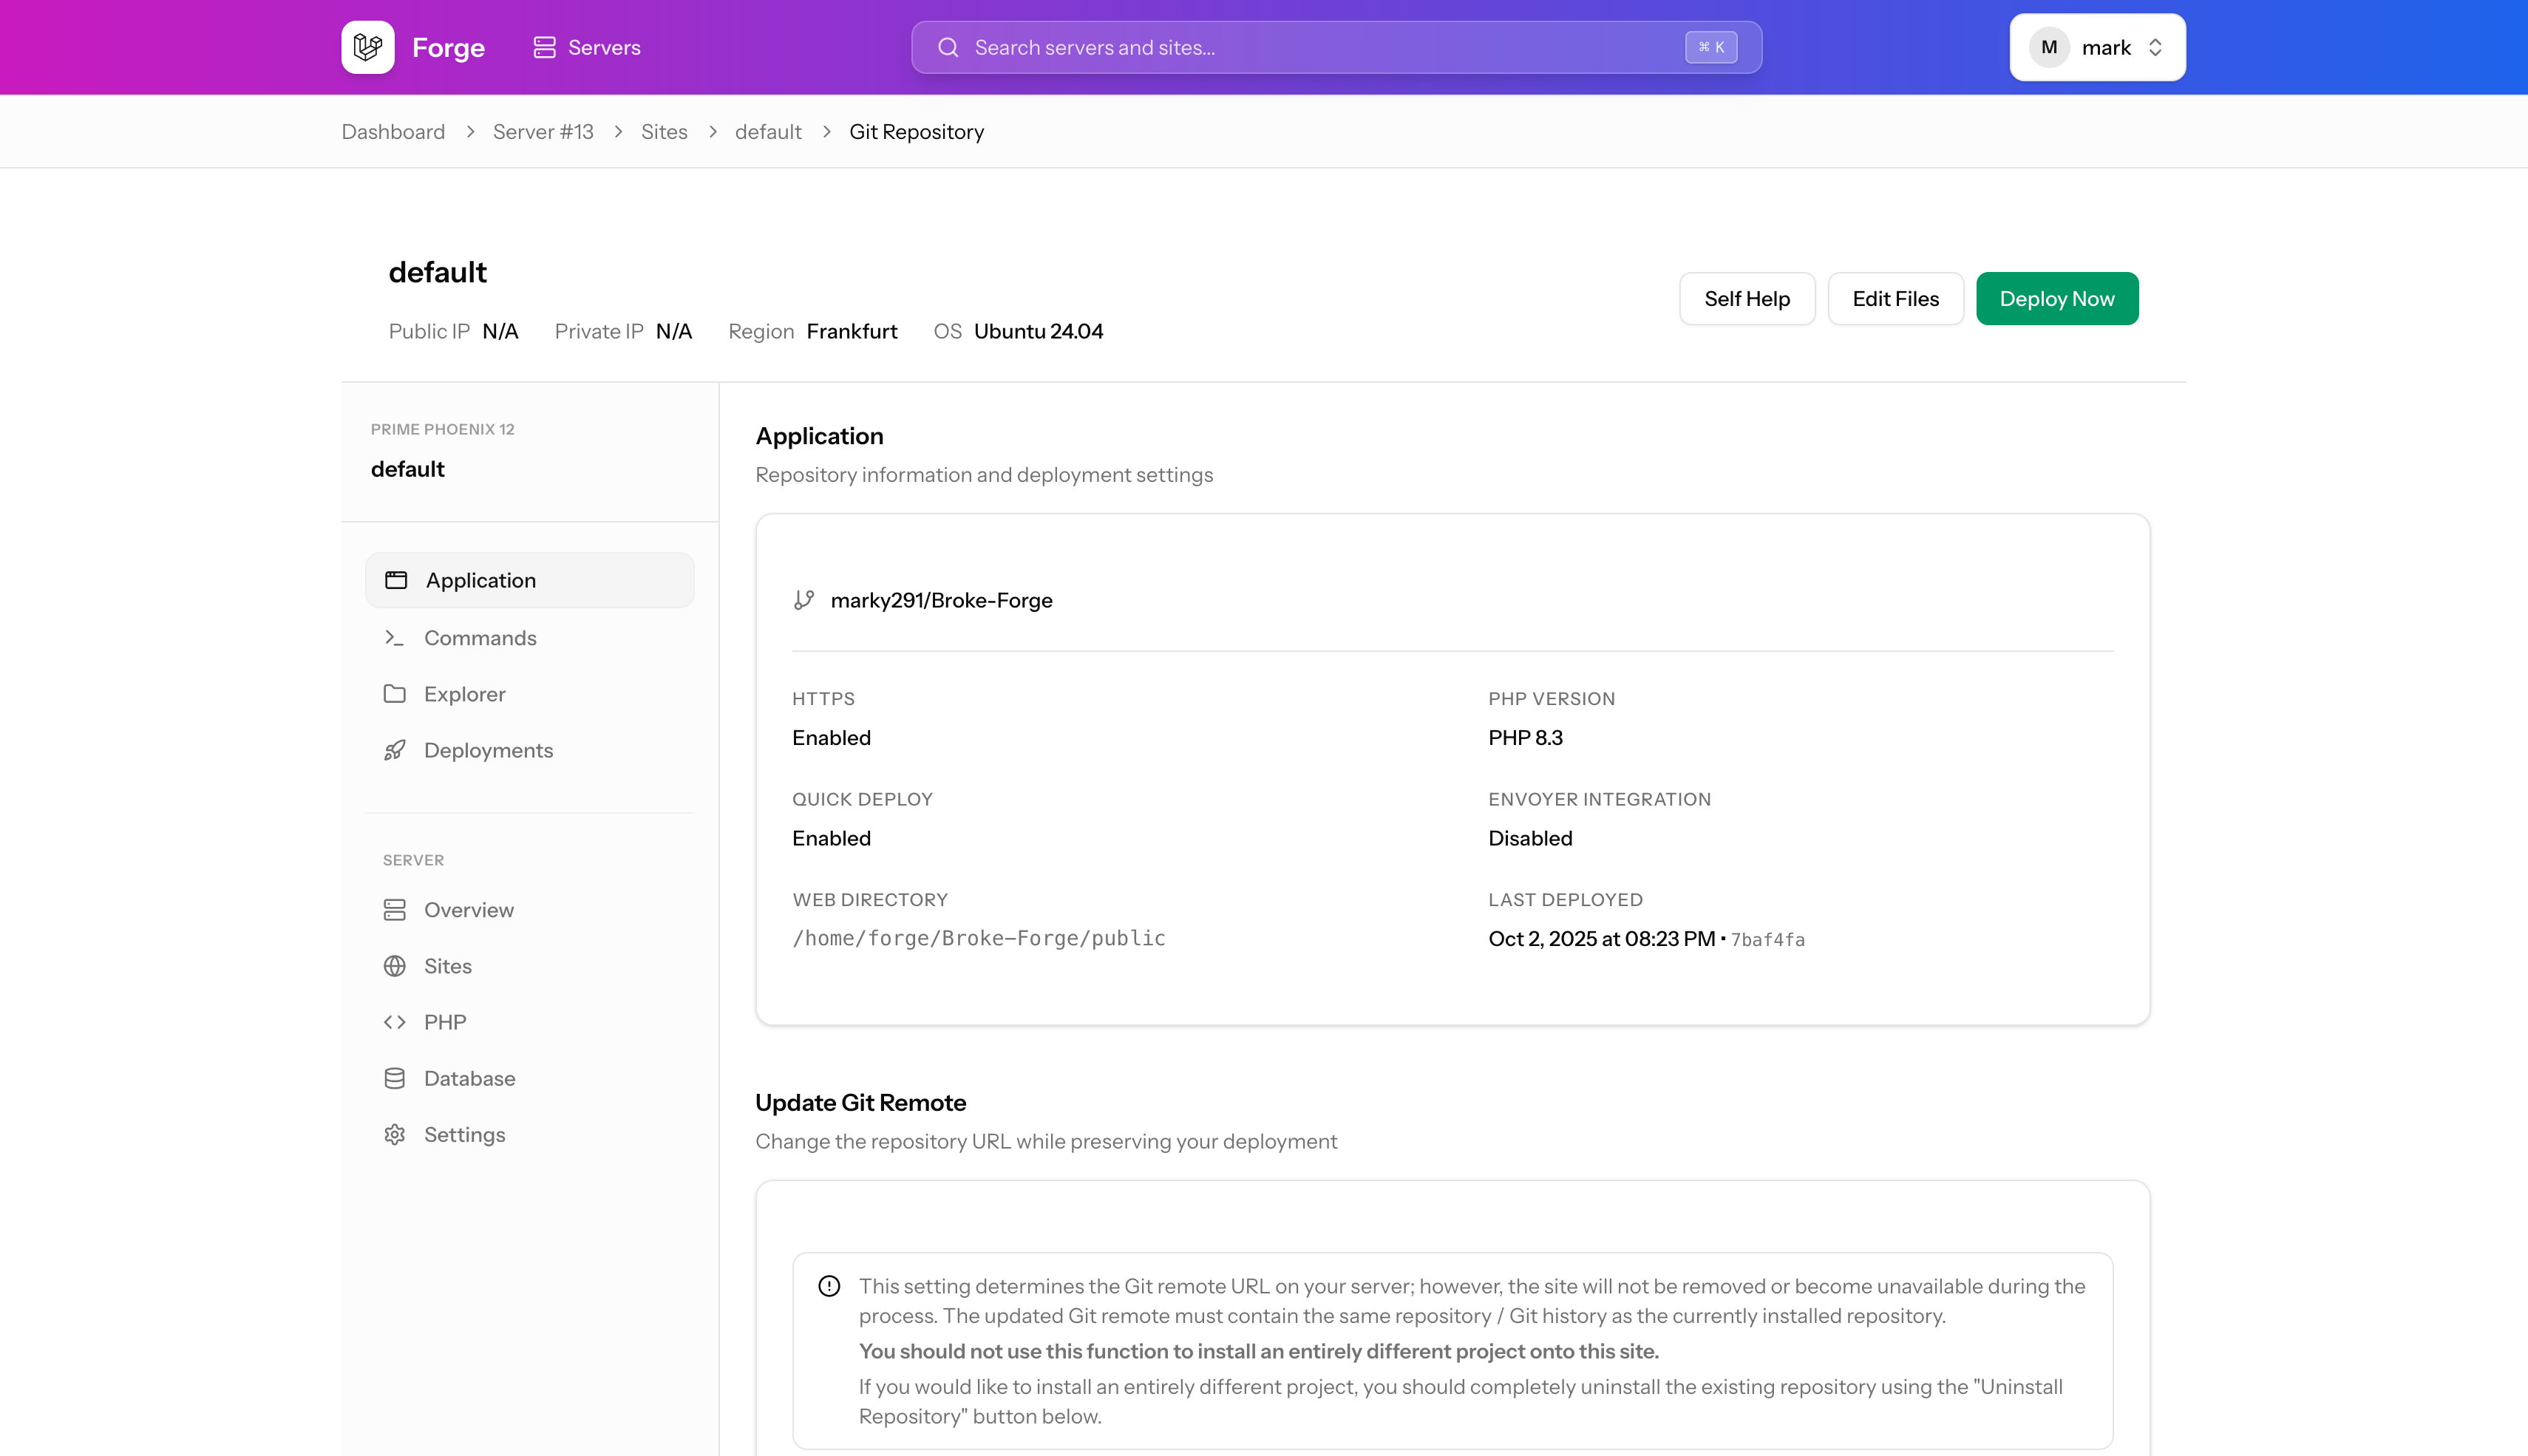 Forge
Servers
Search servers and sites...
⌘ K
M
mark
Dashboard > Server #13 > Sites > default > Git Repository
default
Public IP N/A Private IP N/A Region Frankfurt OS Ubuntu 24.04
Self Help
Edit Files
Deploy Now
PRIME PHOENIX 12
default
Application
Commands
Explorer
Deployments
SERVER
Overview
Sites
PHP
Database
Settings
Application
Repository information and deployment settings
marky291/Broke-Forge
HTTPS
Enabled
PHP VERSION
PHP 8.3
QUICK DEPLOY
Enabled
ENVOYER INTEGRATION
Disabled
WEB DIRECTORY
/home/forge/Broke-Forge/public
LAST DEPLOYED
Oct 2, 2025 at 08:23 PM • 7baf4fa
Update Git Remote
Change the repository URL while preserving your deployment
This setting determines the Git remote URL on your server; however, the site will not be removed or become unavailable during the
process. The updated Git remote must contain the same repository / Git history as the currently installed repository.
You should not use this function to install an entirely different project onto this site.
If you would like to install an entirely different project, you should completely uninstall the existing repository using the "Uninstall
Repository" button below.